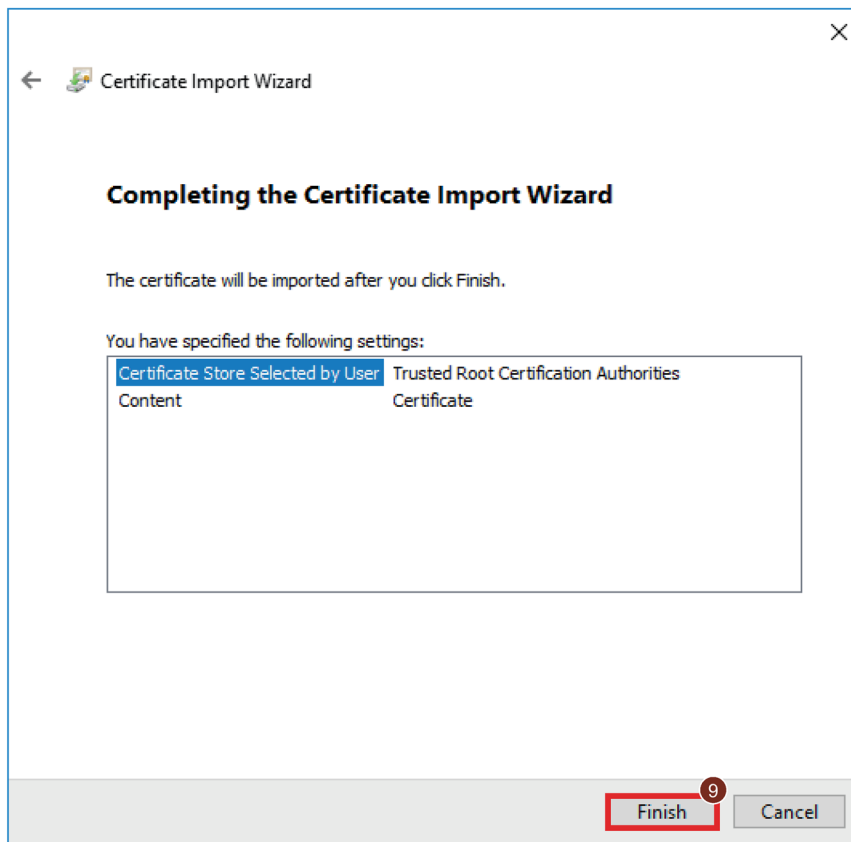 Certificate Import Wizard
Completing the Certificate Import Wizard
The certificate will be imported after you click Finish.
You have specified the following settings:
Certificate Store Selected by User Trusted Root Certification Authorities
Content Certificate
9
Finish Cancel